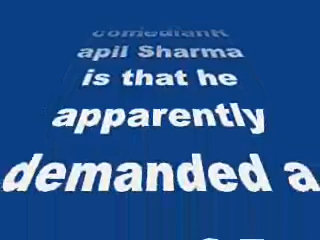 comedianK
apil Sharma
is that he
apparently
demanded a